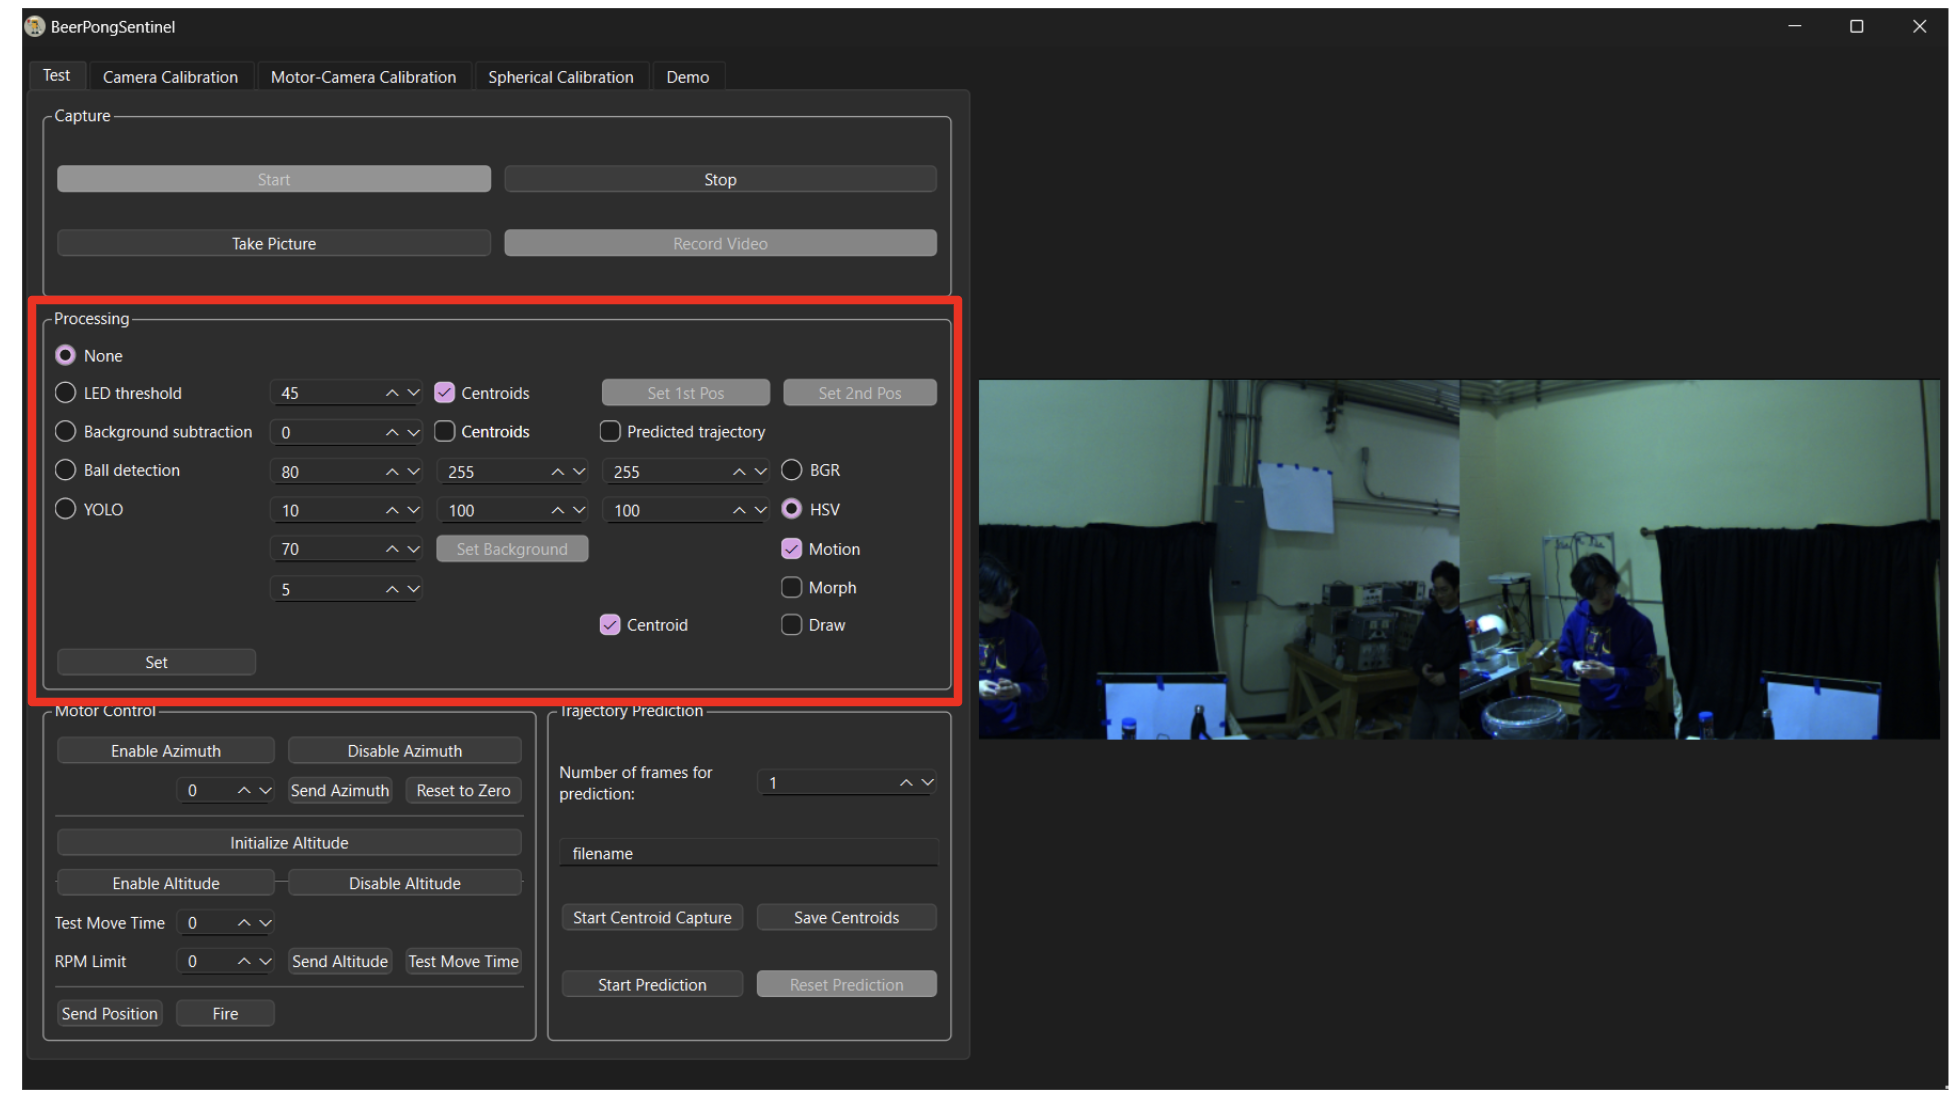 BeerPongSentinel
Test Camera Calibration Motor-Camera Calibration Spherical Calibration Demo
Capture
Start Stop
Take Picture Record Video
Processing
None
LED threshold 45 Centroids Set 1st Pos Set 2nd Pos
Background subtraction 0 Centroids Predicted trajectory
Ball detection 80 255 255 BGR
YOLO 10 100 100 HSV
70 Set Background Motion
5 Morph
Centroid Draw
Set
Motor Control
Enable Azimuth Disable Azimuth
0 Send Azimuth Reset to Zero
Initialize Altitude
Enable Altitude Disable Altitude
Test Move Time 0
RPM Limit 0 Send Altitude Test Move Time
Send Position Fire
Trajectory Prediction
Number of frames for
prediction: 1
filename
Start Centroid Capture Save Centroids
Start Prediction Reset Prediction